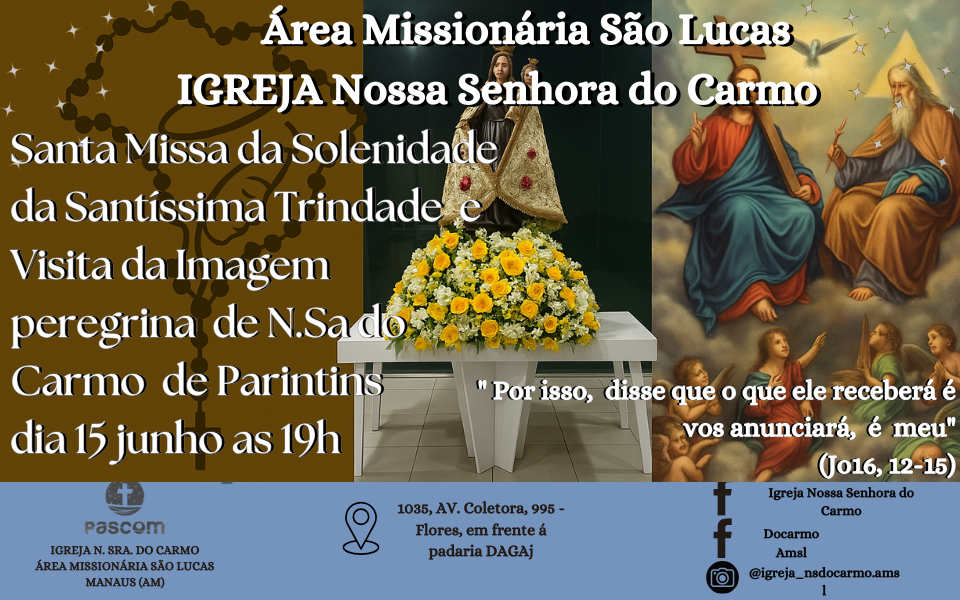 Área Missionária São Lucas
IGREJA Nossa Senhora do Carmo
Santa Missa da Solenidade
da Santíssima Trindade e
Visita da Imagem
peregrina de N.Sa do
Carmo de Parintins
dia 15 junho as 19h
" Por isso, disse que o que ele receberá é
vos anunciará, é meu"
(Jo16, 12-15)
Pascom
IGREJA N. SRA. DO CARMO
ÁREA MISSIONÁRIA SÃO LUCAS
MANAUS (AM)
1035, AV. Coletora, 995 -
Flores, em frente á
padaria DAGAj
Igreja Nossa Senhora do
Carmo
Docarmo
Amsl
@igreja_nsdocarmo.ams
l